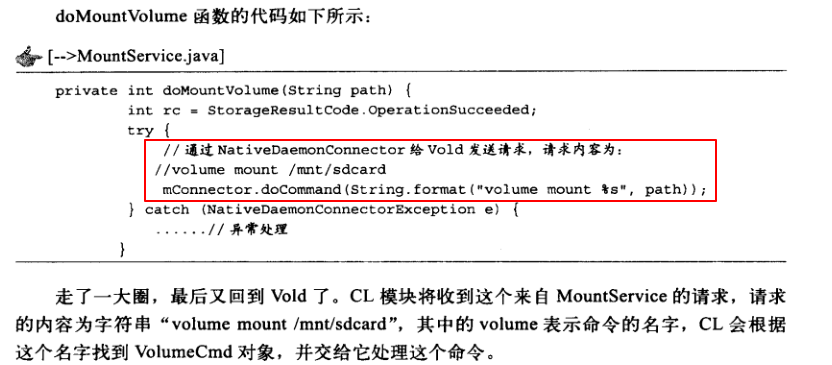 doMountVolume 函数的代码如下所示：
[-->MountService.java]
private int doMountVolume(String path) {
int rc = StorageResultCode.OperationSucceeded;
try {
// 通过 NativeDaemonConnector 给 Vold 发送请求，请求内容为：
//volume mount /mnt/sdcard
mConnector.doCommand(String.format("volume mount %s", path));
} catch (NativeDaemonConnectorException e) {
......// 异常处理
}
走了一大圈，最后又回到 Vold 了。CL 模块将收到这个来自 MountService 的请求，请求
的内容为字符串“volume mount /mnt/sdcard”，其中的 volume 表示命令的名字，CL 会根据
这个名字找到 VolumeCmd 对象，并交给它处理这个命令。